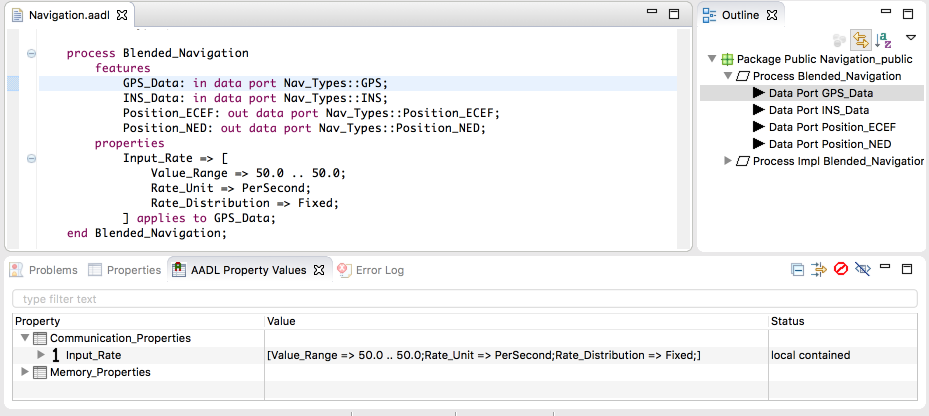 Navigation.aadl
process Blended_Navigation
features
GPS_Data: in data port Nav_Types::GPS;
INS_Data: in data port Nav_Types::INS;
Position_ECEF: out data port Nav_Types::Position_ECEF;
Position_NED: out data port Nav_Types::Position_NED;
properties
Input_Rate => [
Value_Range => 50.0 .. 50.0;
Rate_Unit => PerSecond;
Rate_Distribution => Fixed;
] applies to GPS_Data;
end Blended_Navigation;
Outline
Package Public Navigation_public
Process Blended_Navigation
Data Port GPS_Data
Data Port INS_Data
Data Port Position_ECEF
Data Port Position_NED
Process Impl Blended_Navigation
Problems Properties AADL Property Values Error Log
type filter text
Property Value Status
Communication_Properties
1 Input_Rate [Value_Range => 50.0 .. 50.0;Rate_Unit => PerSecond;Rate_Distribution => Fixed;] local contained
Memory_Properties